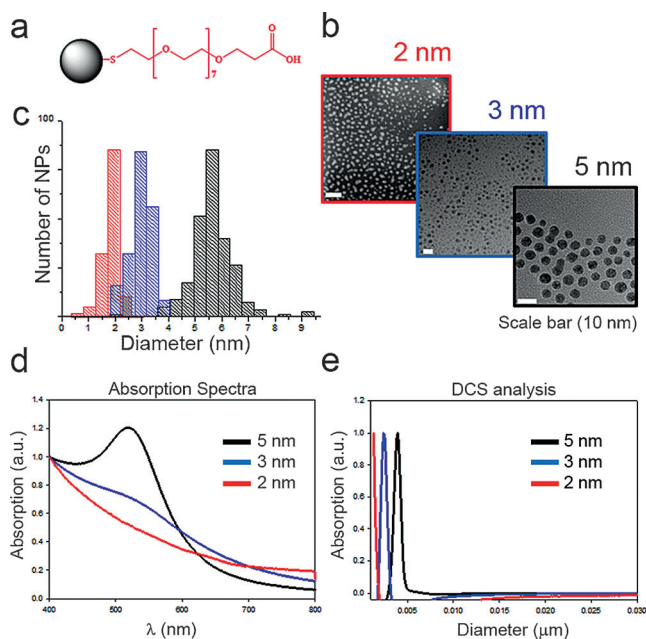 a
S
O
7
O
O
OH
b
2 nm
3 nm
5 nm
Scale bar (10 nm)
c
100
Number of NPs
0 1 2 3 4 5 6 7 8 9
Diameter (nm)
d
Absorption Spectra
1.4
1.2
1.0
0.8
0.6
0.4
0.2
0.0
Absorption (a.u.)
5 nm
3 nm
2 nm
400 500 600 700 800
λ (nm)
e
DCS analysis
1.2
1.0
0.8
0.6
0.4
0.2
0.0
Absorption (a.u.)
5 nm
3 nm
2 nm
0.005 0.010 0.015 0.020 0.025 0.030
Diameter (μm)